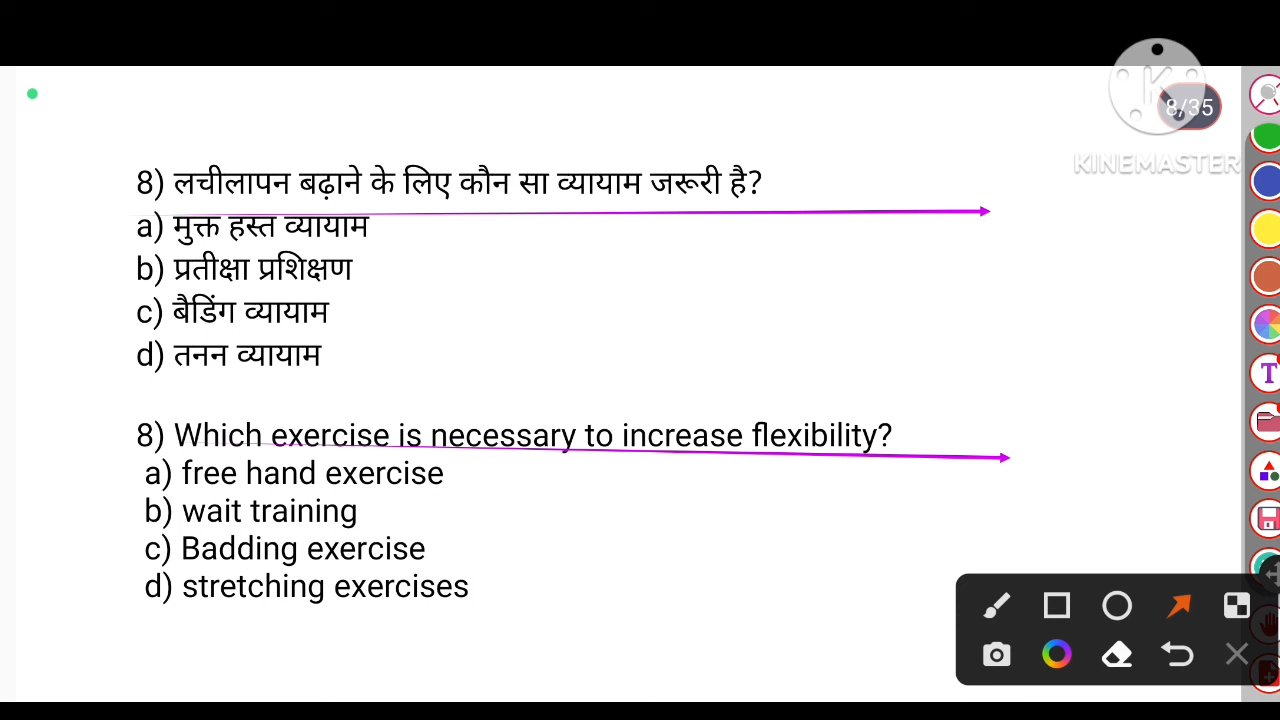 8/35
KINEMASTER
8) लचीलापन बढ़ाने के लिए कौन सा व्यायाम जरूरी है?
a) मुक्त हस्त व्यायाम
b) प्रतीक्षा प्रशिक्षण
c) बैडिंग व्यायाम
d) तनन व्यायाम
8) Which exercise is necessary to increase flexibility?
a) free hand exercise
b) wait training
c) Badding exercise
d) stretching exercises
T